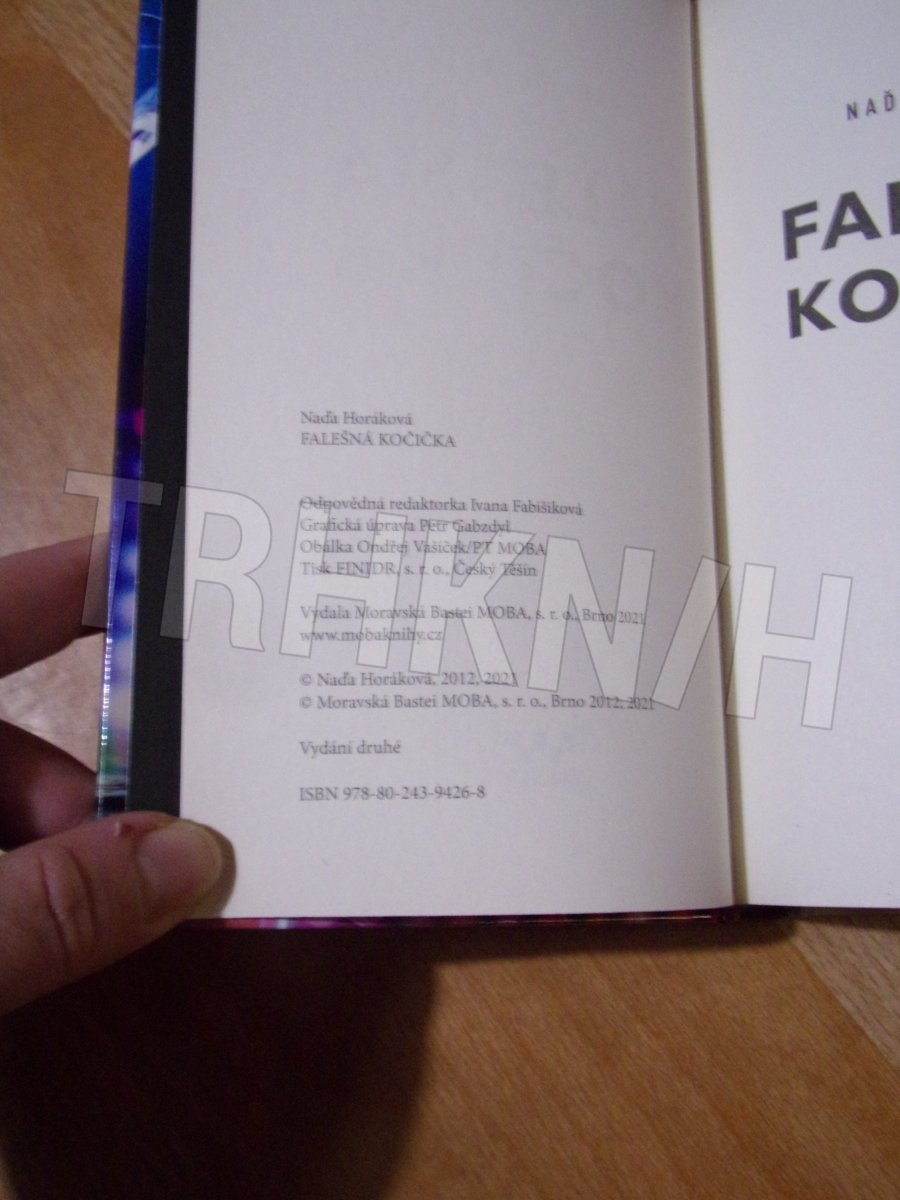 Naďa Horáková
FALEŠNÁ KOČIČKA
Odpovědná redaktorka Ivana Fabišiková
Grafická úprava Petr Gabzdyl
Obálka Ondřej Vašíček/PT MOBA
Tisk FINIDR, s. r. o., Český Těšín
Vydala Moravská Bastei MOBA, s. r. o., Brno 2021
www.mobaknihy.cz
© Naďa Horáková, 2012, 2021
© Moravská Bastei MOBA, s. r. o., Brno 2012, 2021
Vydání druhé
ISBN 978-80-243-9426-8
NAĎ
FAL
KO
TRHKNIH